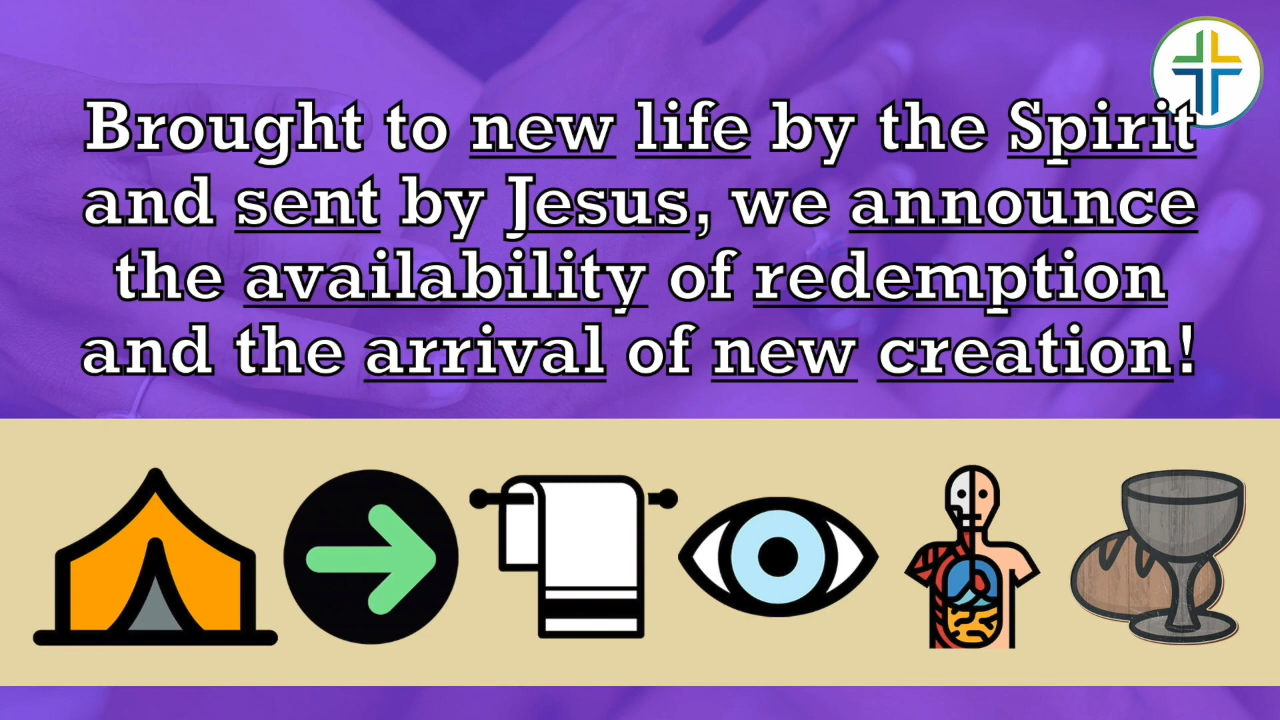 Brought to new life by the Spirit
and sent by Jesus, we announce
the availability of redemption
and the arrival of new creation!